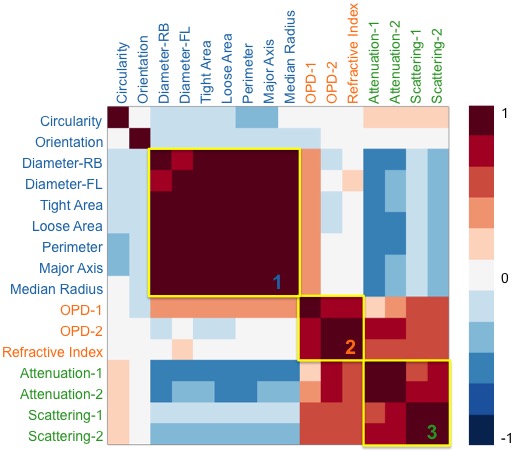 Circularity
Orientation
Diameter-RB
Diameter-FL
Tight Area
Loose Area
Perimeter
Major Axis
Median Radius
OPD-1
OPD-2
Refractive Index
Attenuation-1
Attenuation-2
Scattering-1
Scattering-2
Circularity
Orientation
Diameter-RB
Diameter-FL
Tight Area
Loose Area
Perimeter
Major Axis
Median Radius
OPD-1
OPD-2
Refractive Index
Attenuation-1
Attenuation-2
Scattering-1
Scattering-2
1
2
3
1
0
-1